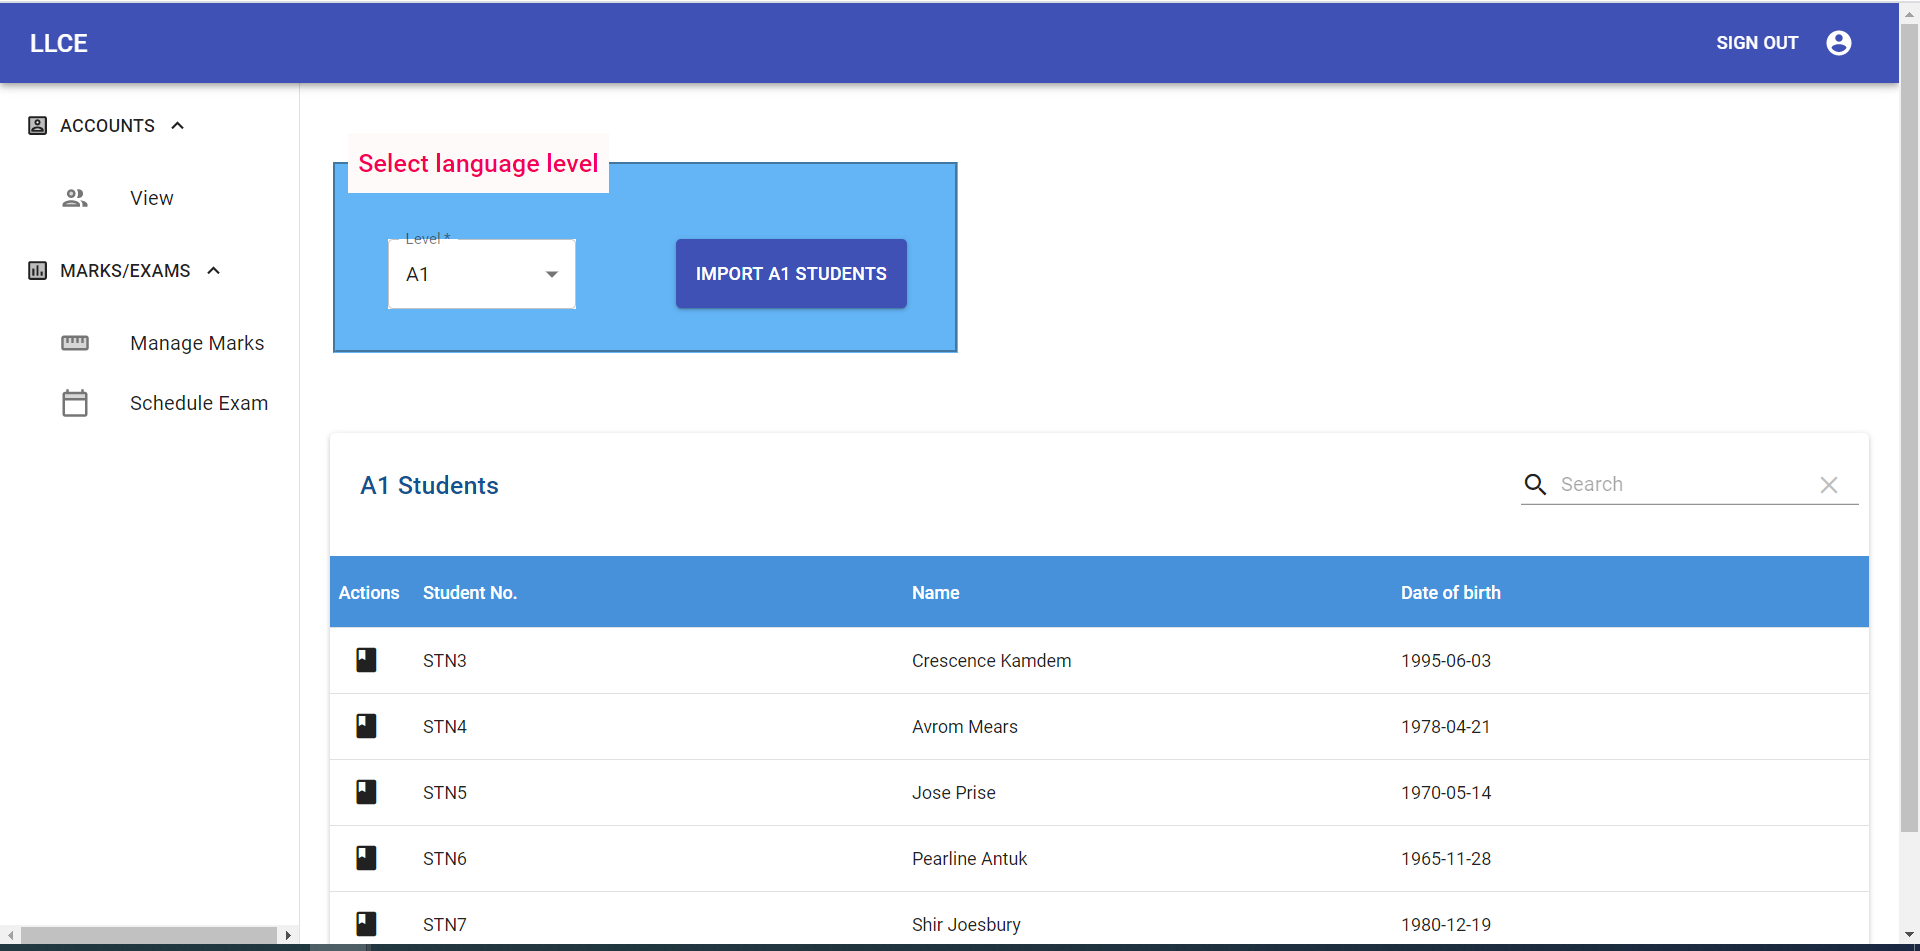 LLCE
SIGN OUT
ACCOUNTS
View
MARKS/EXAMS
Manage Marks
Schedule Exam
Select language level
Level *
A1
IMPORT A1 STUDENTS
A1 Students
Search
Actions Student No. Name Date of birth
STN3 Crescence Kamdem 1995-06-03
STN4 Avrom Mears 1978-04-21
STN5 Jose Prise 1970-05-14
STN6 Pearline Antuk 1965-11-28
STN7 Shir Joesbury 1980-12-19